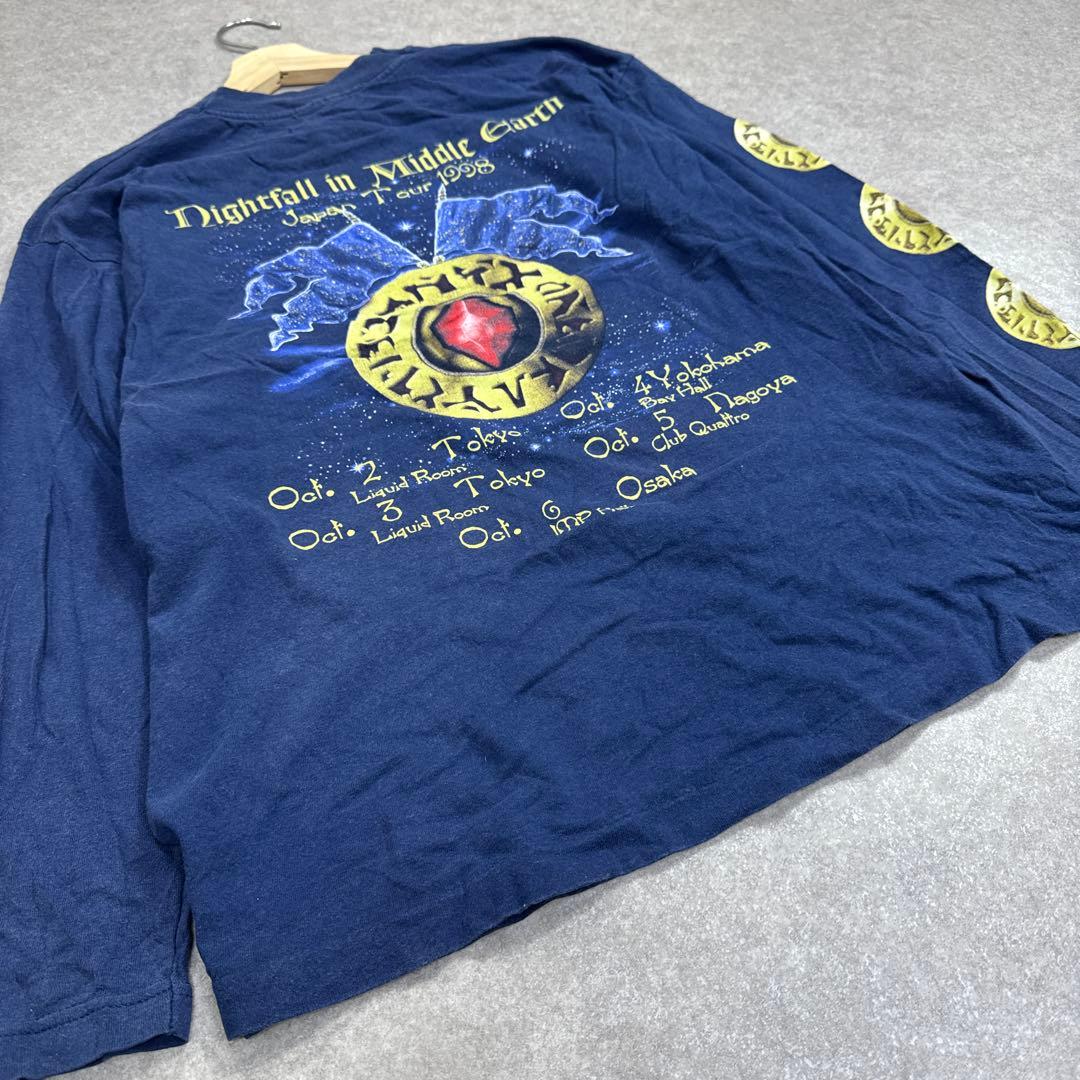 Nightfall in Middle Earth
Japan Tour 1998
Oct. 2 Tokyo
Liquid Room
Oct. 3 Tokyo
Liquid Room
Oct. 4 Yokohama
Bay Hall
Oct. 5 Nagoya
Club Quattro
Oct. 6 Osaka
IMP